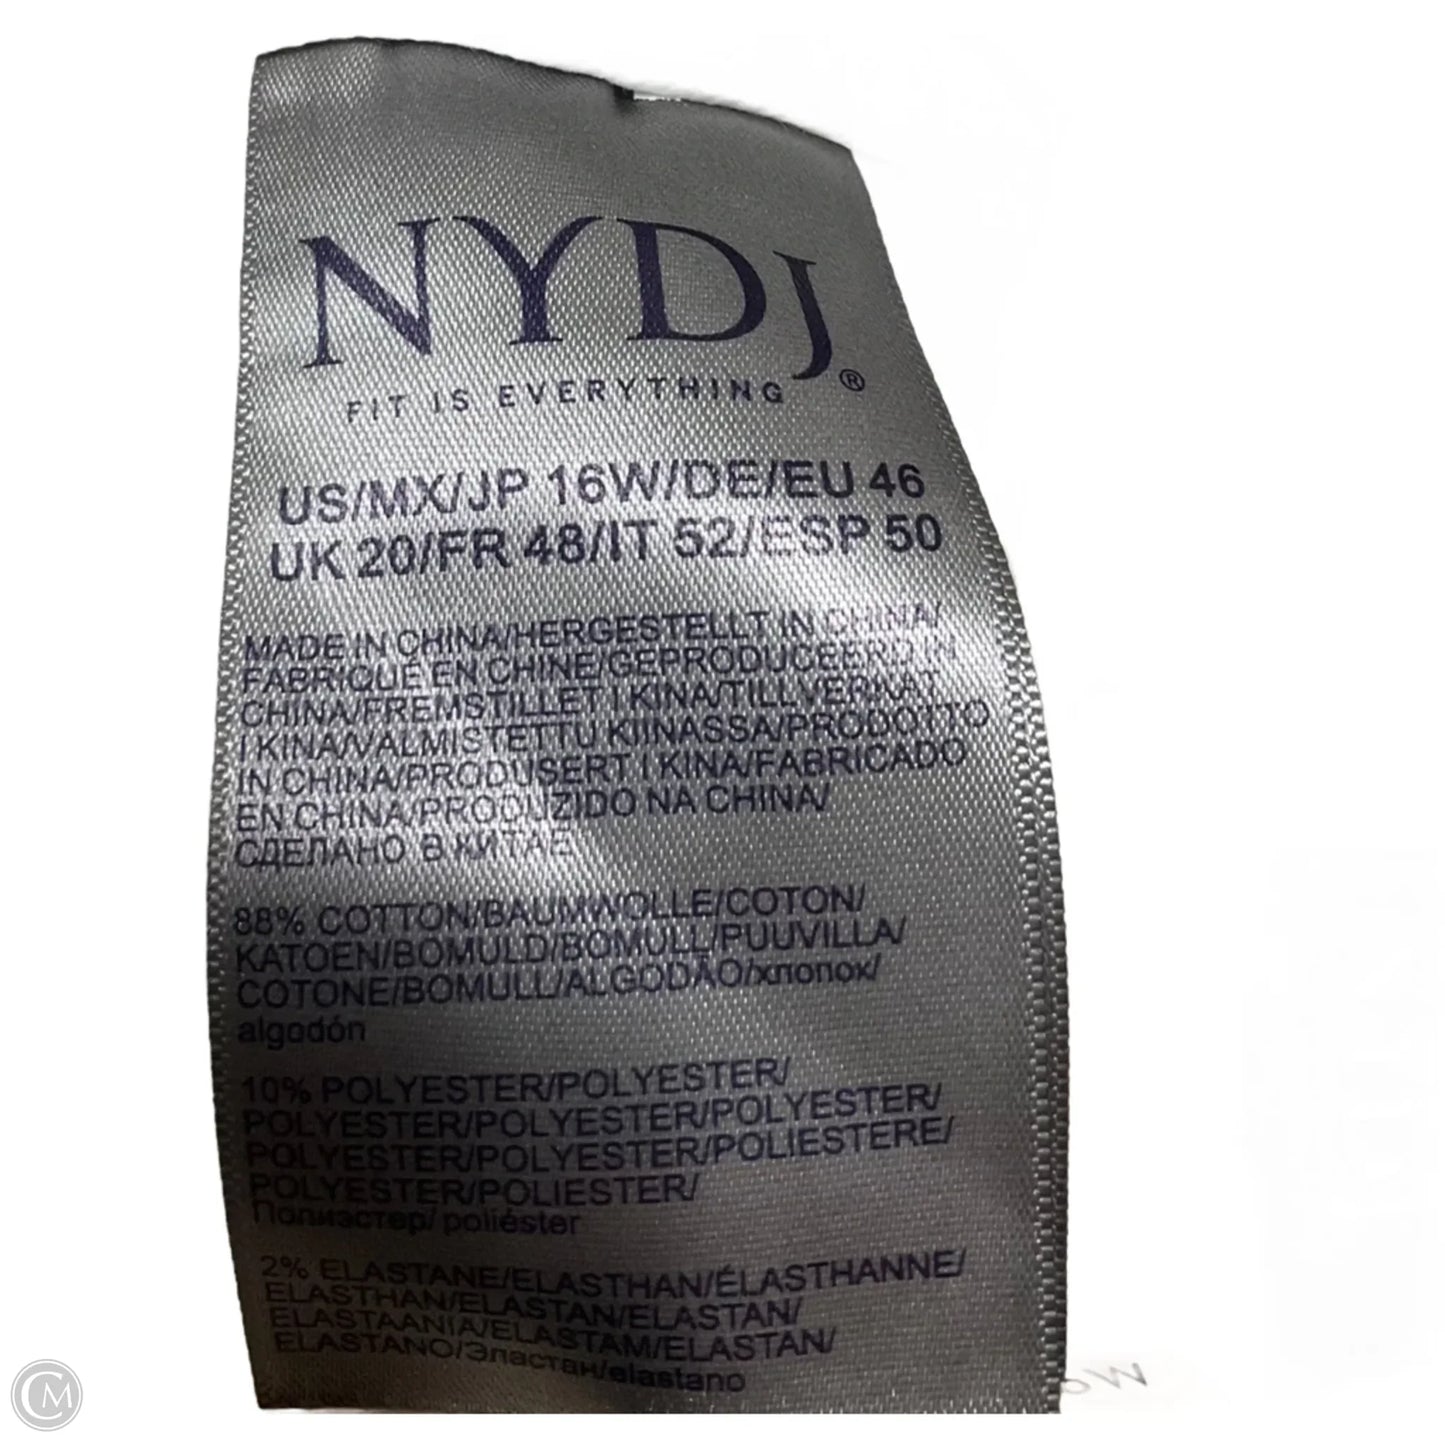 NYDJ®
FIT IS EVERYTHING
US/MX/JP 16W/DE/EU 46
UK 20/FR 48/IT 52/ESP 50
MADE IN CHINA/HERGESTELLT IN CHINA/
FABRIQUÉ EN CHINE/GEPRODUCEERD IN
CHINA/FREMSTILLET I KINA/TILLVERKAT
I KINA/VALMISTETTU KIINASSA/PRODOTTO
IN CHINA/PRODUSERT I KINA/FABRICADO
EN CHINA/PRODUZIDO NA CHINA/
СДЕЛАНО В КИТАЕ
88% COTTON/BAUMWOLLE/COTON/
KATOEN/BOMULD/BOMULL/PUUVILLA/
COTONE/BOMULL/ALGODÃO/хлопок/
algodón
10% POLYESTER/POLYESTER/
POLYESTER/POLYESTER/POLYESTER/
POLYESTER/POLYESTER/POLIESTERE/
POLYESTER/POLIESTER/
Полиэстер/ poliéster
2% ELASTANE/ELASTHAN/ÉLASTHANNE/
ELASTHAN/ELASTAN/ELASTAN/
ELASTAANIA/ELASTAM/ELASTAN/
ELASTANO/Эластан/elastano
CM